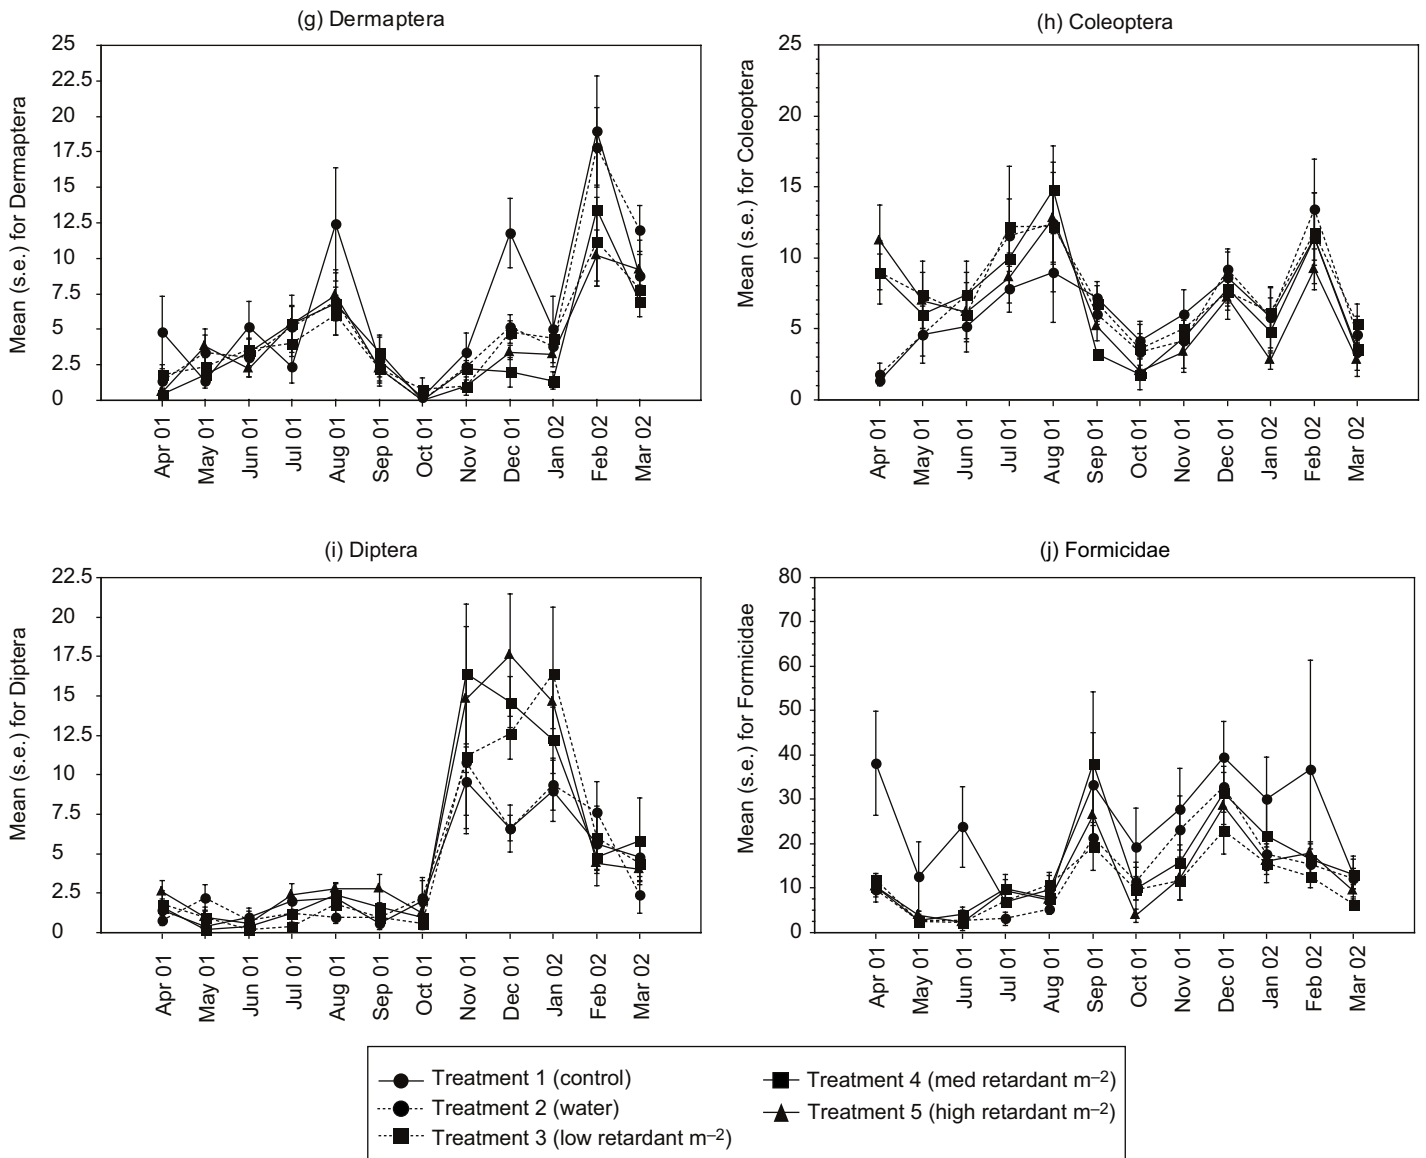 (g) Dermaptera
Mean (s.e.) for Dermaptera
25
22.5
20
17.5
15
12.5
10
7.5
5
2.5
0
Apr 01
May 01
Jun 01
Jul 01
Aug 01
Sep 01
Oct 01
Nov 01
Dec 01
Jan 02
Feb 02
Mar 02
(h) Coleoptera
Mean (s.e.) for Coleoptera
25
20
15
10
5
0
Apr 01
May 01
Jun 01
Jul 01
Aug 01
Sep 01
Oct 01
Nov 01
Dec 01
Jan 02
Feb 02
Mar 02
(i) Diptera
Mean (s.e.) for Diptera
22.5
20
17.5
15
12.5
10
7.5
5
2.5
0
Apr 01
May 01
Jun 01
Jul 01
Aug 01
Sep 01
Oct 01
Nov 01
Dec 01
Jan 02
Feb 02
Mar 02
(j) Formicidae
Mean (s.e.) for Formicidae
80
70
60
50
40
30
20
10
0
Apr 01
May 01
Jun 01
Jul 01
Aug 01
Sep 01
Oct 01
Nov 01
Dec 01
Jan 02
Feb 02
Mar 02
Treatment 1 (control)
Treatment 2 (water)
Treatment 3 (low retardant m⁻²)
Treatment 4 (med retardant m⁻²)
Treatment 5 (high retardant m⁻²)